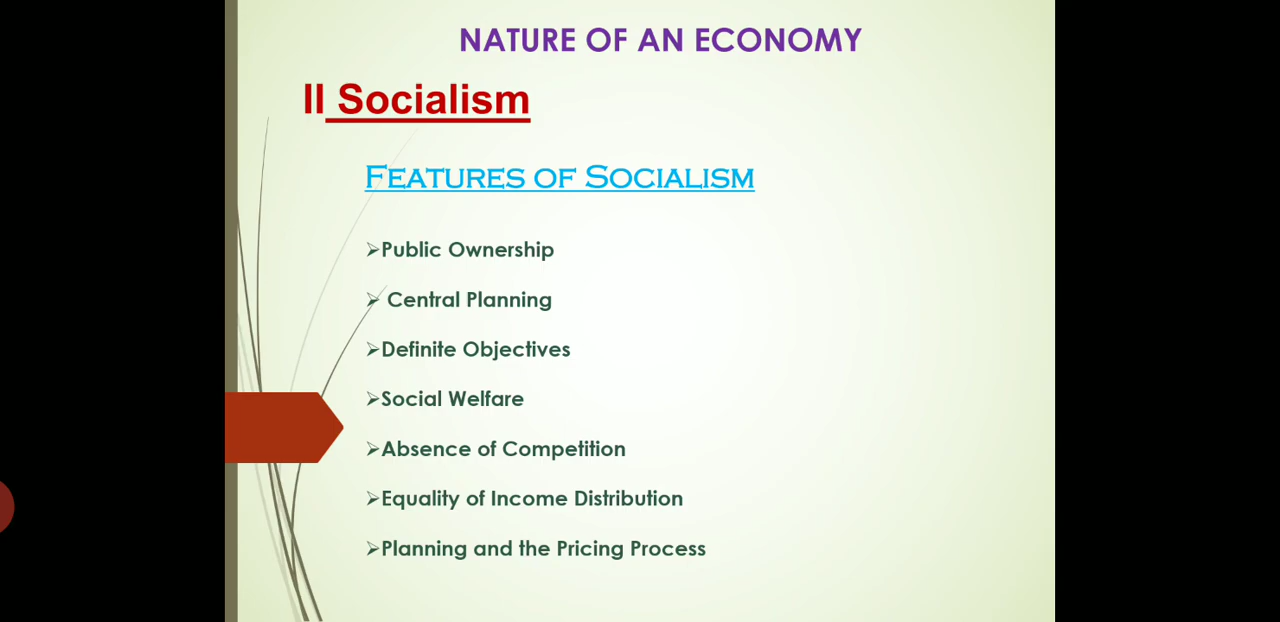 NATURE OF AN ECONOMY
II Socialism
FEATURES OF SOCIALISM
➢Public Ownership
➢ Central Planning
➢Definite Objectives
➢Social Welfare
➢Absence of Competition
➢Equality of Income Distribution
➢Planning and the Pricing Process